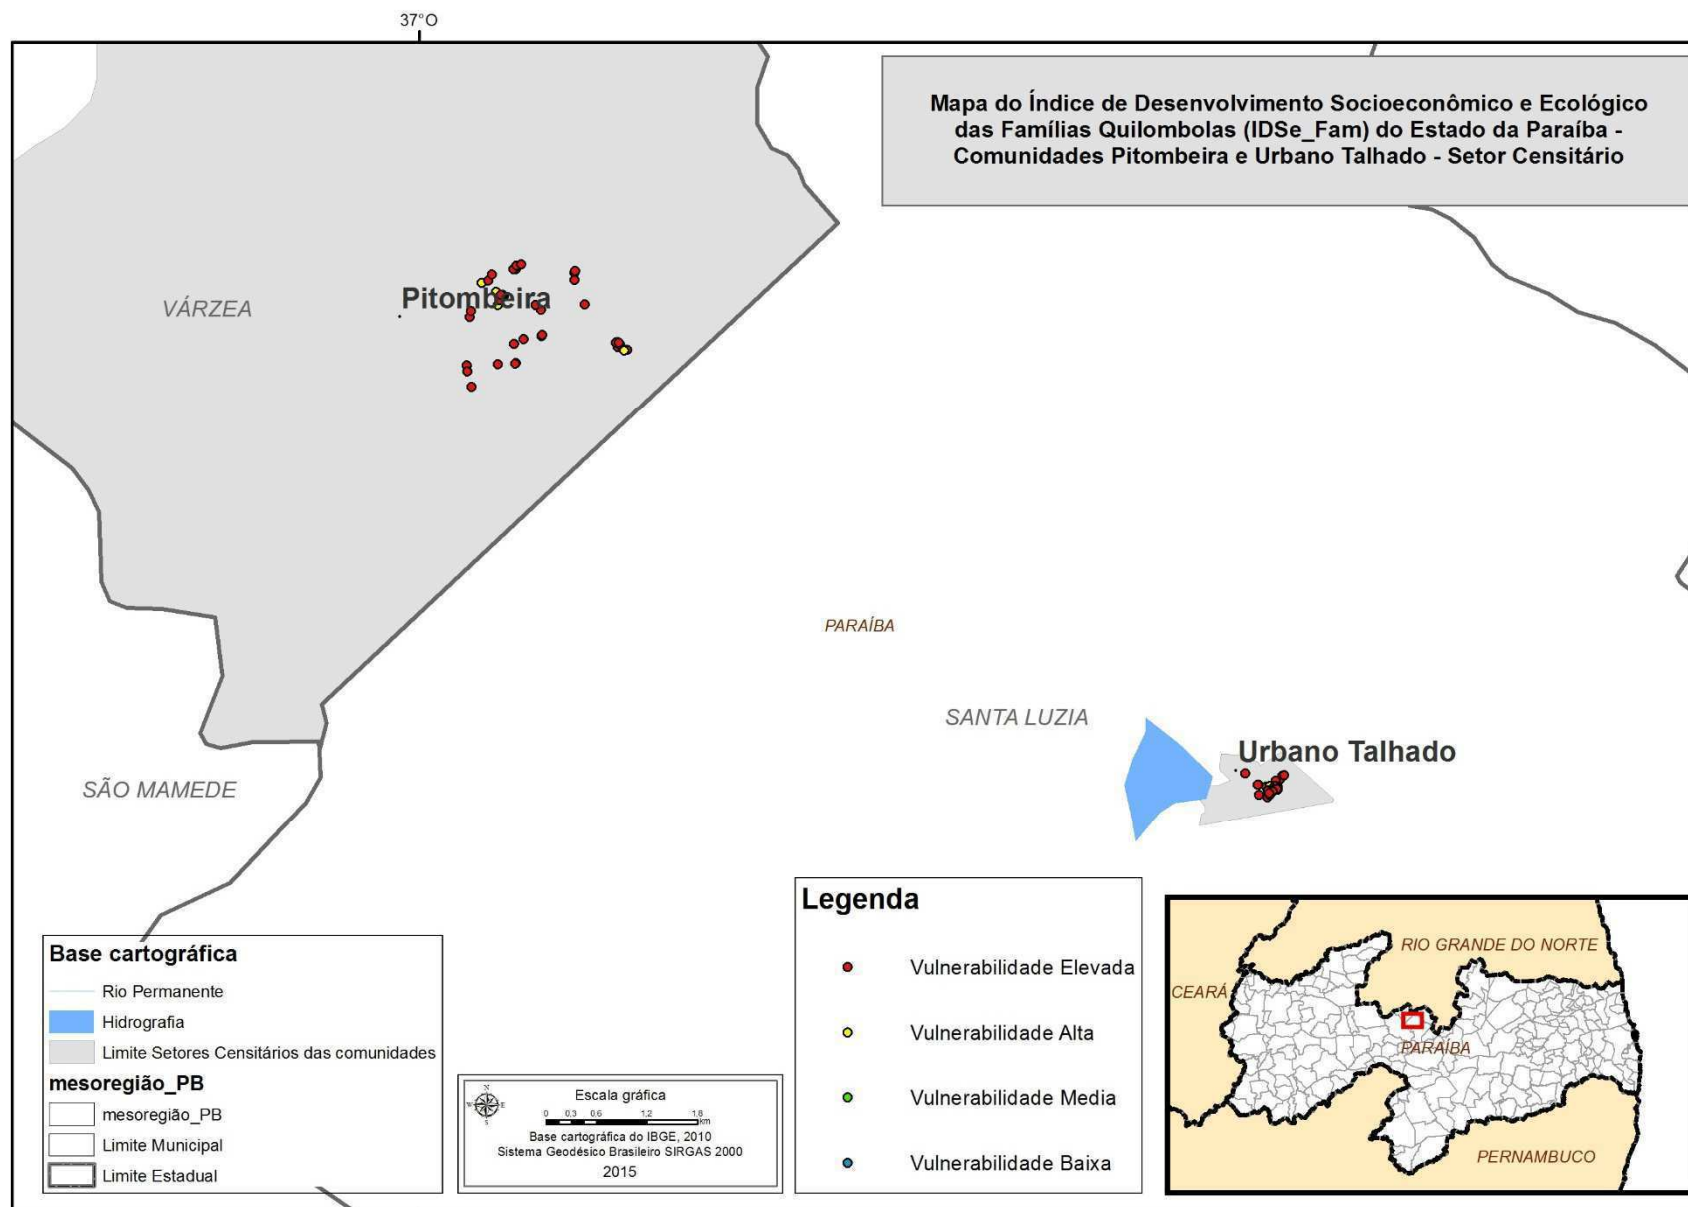 37°O
Mapa do Índice de Desenvolvimento Socioeconômico e Ecológico
das Famílias Quilombolas (IDSe_Fam) do Estado da Paraíba -
Comunidades Pitombeira e Urbano Talhado - Setor Censitário
Pitombeira
VÁRZEA
PARAÍBA
SANTA LUZIA
Urbano Talhado
SÃO MAMEDE
Base cartográfica
Rio Permanente
Hidrografia
Limite Setores Censitários das comunidades
mesoregião_PB
mesoregião_PB
Limite Municipal
Limite Estadual
N
W E
S
Escala gráfica
0 0,3 0,6 1,2 1,8
km
Base cartográfica do IBGE, 2010
Sistema Geodésico Brasileiro SIRGAS 2000
2015
Legenda
Vulnerabilidade Elevada
Vulnerabilidade Alta
Vulnerabilidade Media
Vulnerabilidade Baixa
RIO GRANDE DO NORTE
CEARÁ
PARAÍBA
PERNAMBUCO